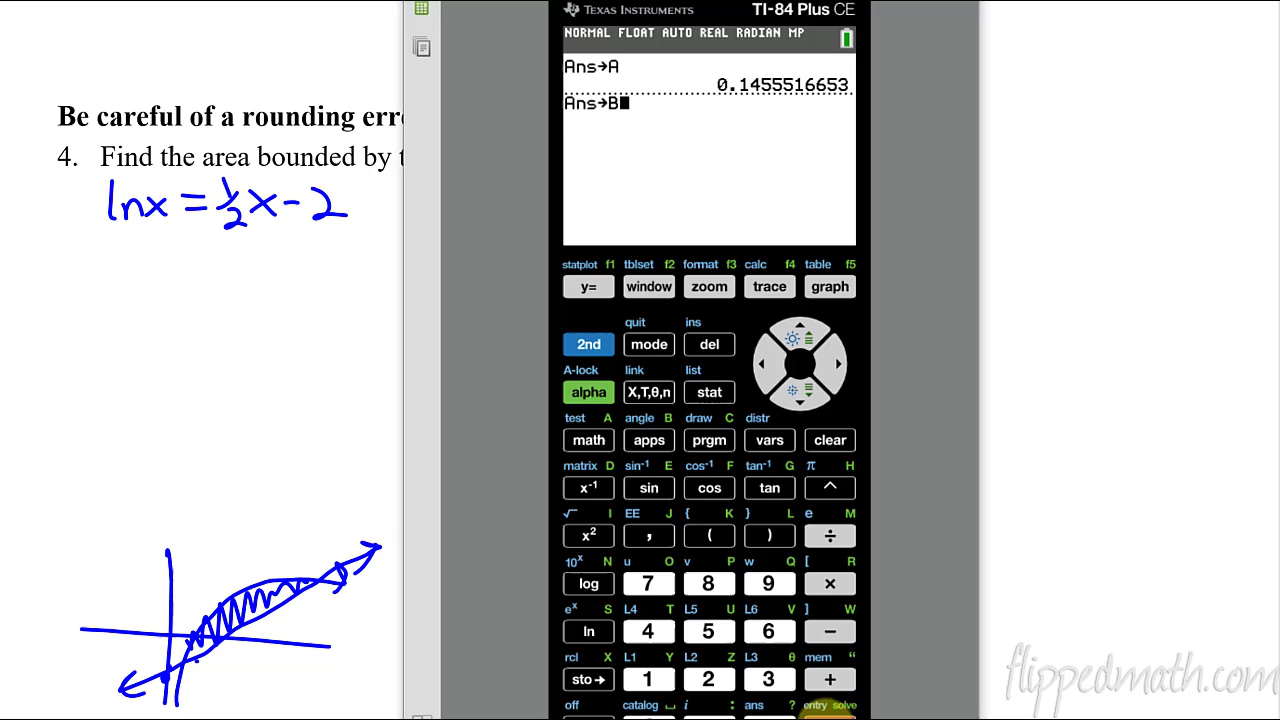 Be careful of a rounding erro
4. Find the area bounded by t
lnx = 1/2 x - 2
TEXAS INSTRUMENTS TI-84 Plus CE
NORMAL FLOAT AUTO REAL RADIAN MP
Ans→A
0.1455516653
Ans→B
statplot f1 tblset f2 format f3 calc f4 table f5
y= window zoom trace graph
quit ins
2nd mode del
A-lock link list
alpha X,T,θ,n stat
test A angle B draw C distr
math apps prgm vars clear
matrix D sin⁻¹ E cos⁻¹ F tan⁻¹ G π H
x⁻¹ sin cos tan ^
√ I EE J { K } L e M
x² , ( ) ÷
10ˣ N u O v P w Q [ R
log 7 8 9 ×
eˣ S L4 T L5 U L6 V ] W
ln 4 5 6 −
rcl X L1 Y L2 Z L3 θ mem "
sto→ 1 2 3 +
off catalog ␣ i : ans ? entry solve
flippedmath.com